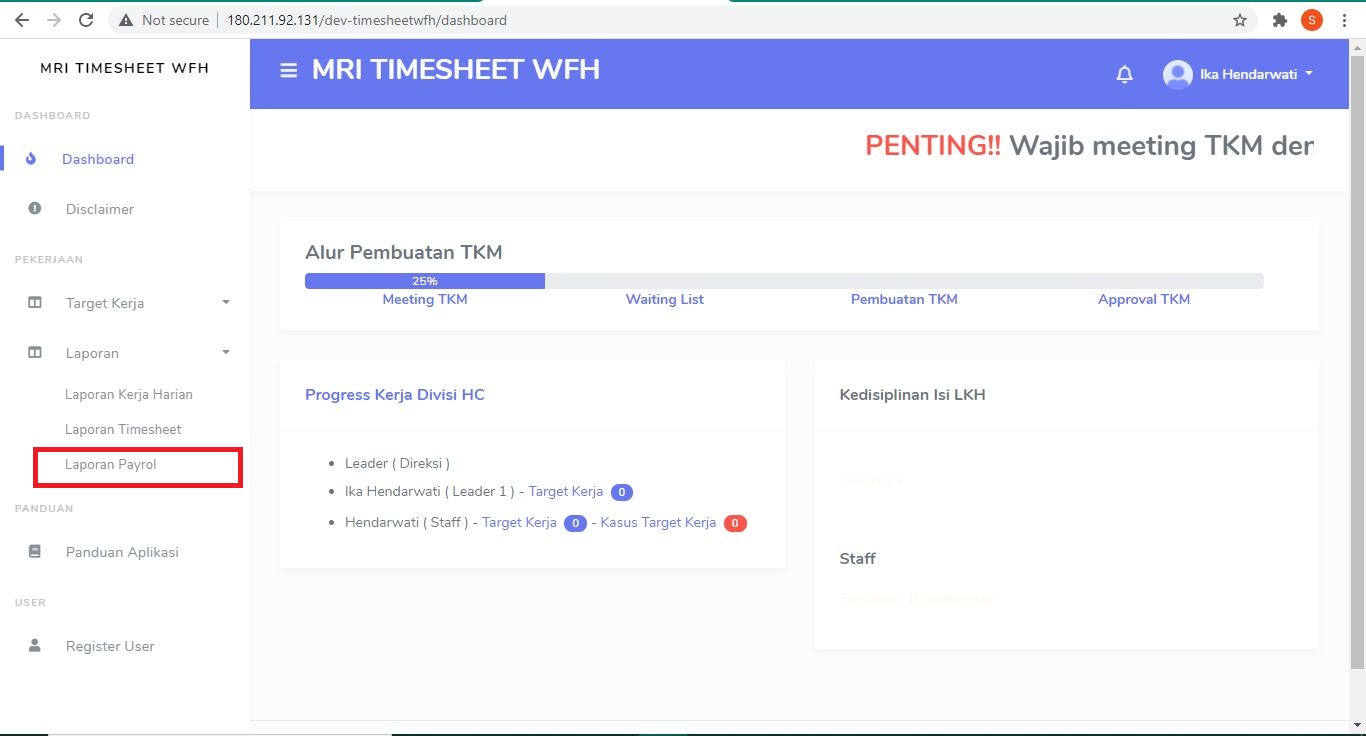 Not secure 180.211.92.131/dev-timesheetwfh/dashboard S
MRI TIMESHEET WFH
MRI TIMESHEET WFH
Ika Hendarwati
DASHBOARD
Dashboard
Disclaimer
PEKERJAAN
Target Kerja
Laporan
Laporan Kerja Harian
Laporan Timesheet
Laporan Payrol
PANDUAN
Panduan Aplikasi
USER
Register User
PENTING!! Wajib meeting TKM der
Alur Pembuatan TKM
25%
Meeting TKM Waiting List Pembuatan TKM Approval TKM
Progress Kerja Divisi HC
Leader ( Direksi )
Ika Hendarwati ( Leader 1 ) - Target Kerja 0
Hendarwati ( Staff ) - Target Kerja 0 - Kasus Target Kerja 0
Kedisiplinan Isi LKH
Staff